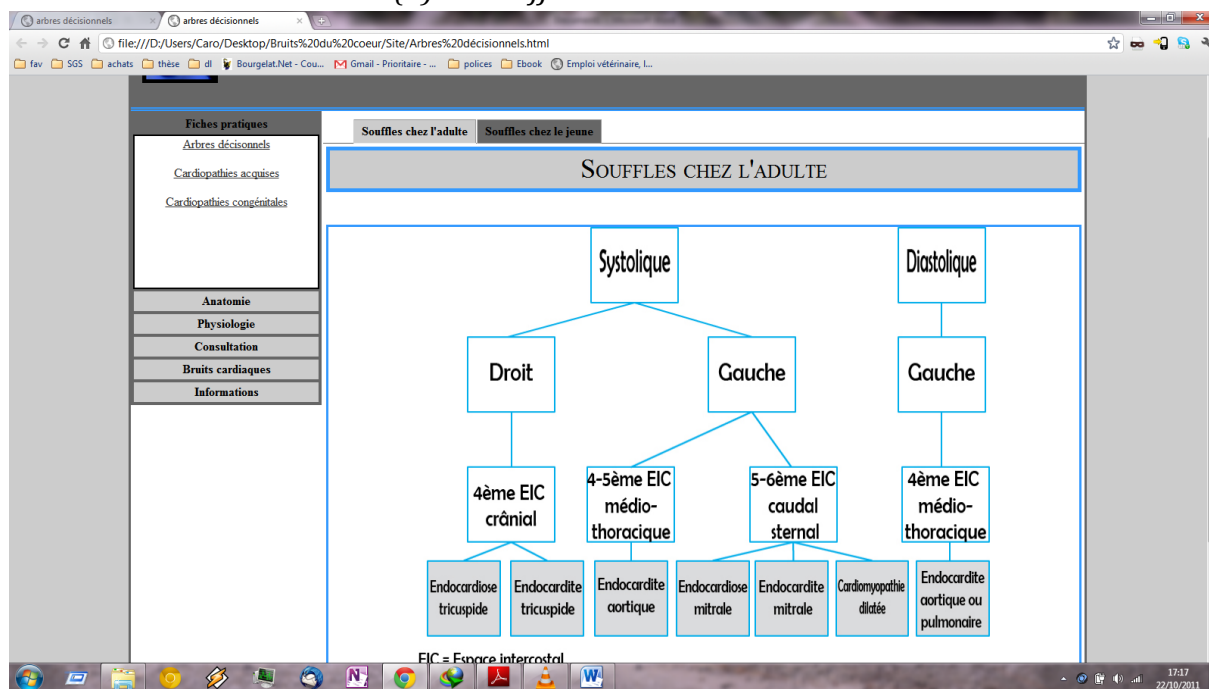 arbres décisionnels
arbres décisionnels
file:///D:/Users/Caro/Desktop/Bruits%20du%20coeur/Site/Arbres%20décisionnels.html
fav SGS achats thèse dl Bourgelat.Net - Cou... Gmail - Prioritaire - ... polices Ebook Emploi vétérinaire, l...
Fiches pratiques
Arbres décisonnels
Cardiopathies acquises
Cardiopathies congénitales
Anatomie
Physiologie
Consultation
Bruits cardiaques
Informations
Souffles chez l'adulte Souffles chez le jeune
Souffles chez l'adulte
Systolique
Diastolique
Droit
Gauche
Gauche
4ème EIC
crânial
4-5ème EIC
médio-
thoracique
5-6ème EIC
caudal
sternal
4ème EIC
médio-
thoracique
Endocardiose
tricuspide
Endocardite
tricuspide
Endocardite
aortique
Endocardiose
mitrale
Endocardite
mitrale
Cardiomyopathie
dilatée
Endocardite
aortique ou
pulmonaire
EIC = Espace intercostal
17:17
22/10/2011